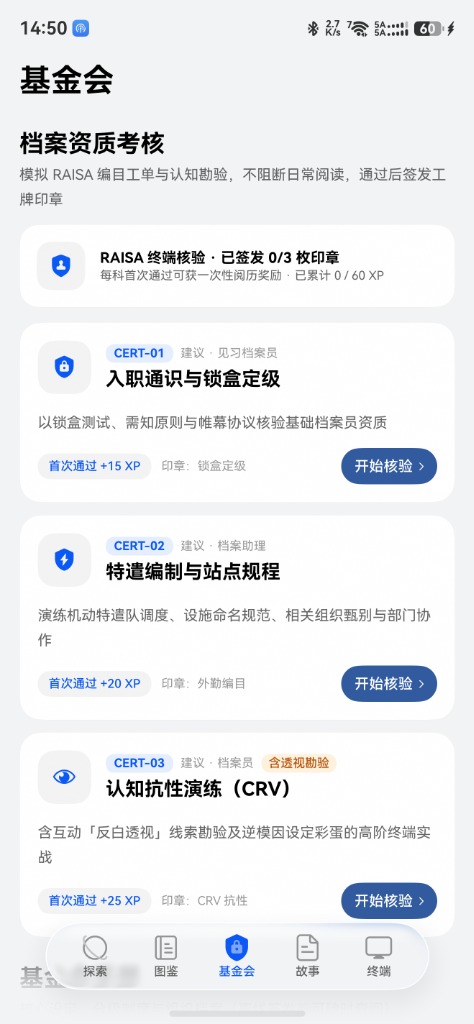 14:50
2.7
K/s
7
5A
5A
60
基金会
档案资质考核
模拟 RAISA 编目工单与认知勘验，不阻断日常阅读，通过后签发工
牌印章
RAISA 终端核验 · 已签发 0/3 枚印章
每科首次通过可获一次性阅历奖励 · 已累计 0 / 60 XP
CERT-01 建议 · 见习档案员
入职通识与锁盒定级
以锁盒测试、需知原则与帷幕协议核验基础档案员资质
首次通过 +15 XP 印章：锁盒定级 开始核验
CERT-02 建议 · 档案助理
特遣编制与站点规程
演练机动特遣队调度、设施命名规范、相关组织甄别与部门协
作
首次通过 +20 XP 印章：外勤编目 开始核验
CERT-03 建议 · 档案员 含透视勘验
认知抗性演练（CRV）
含互动「反白透视」线索勘验及逆模因设定彩蛋的高阶终端实
战
首次通过 +25 XP 印章：CRV 抗性 开始核验
基
探索 图鉴 基金会 故事 终端